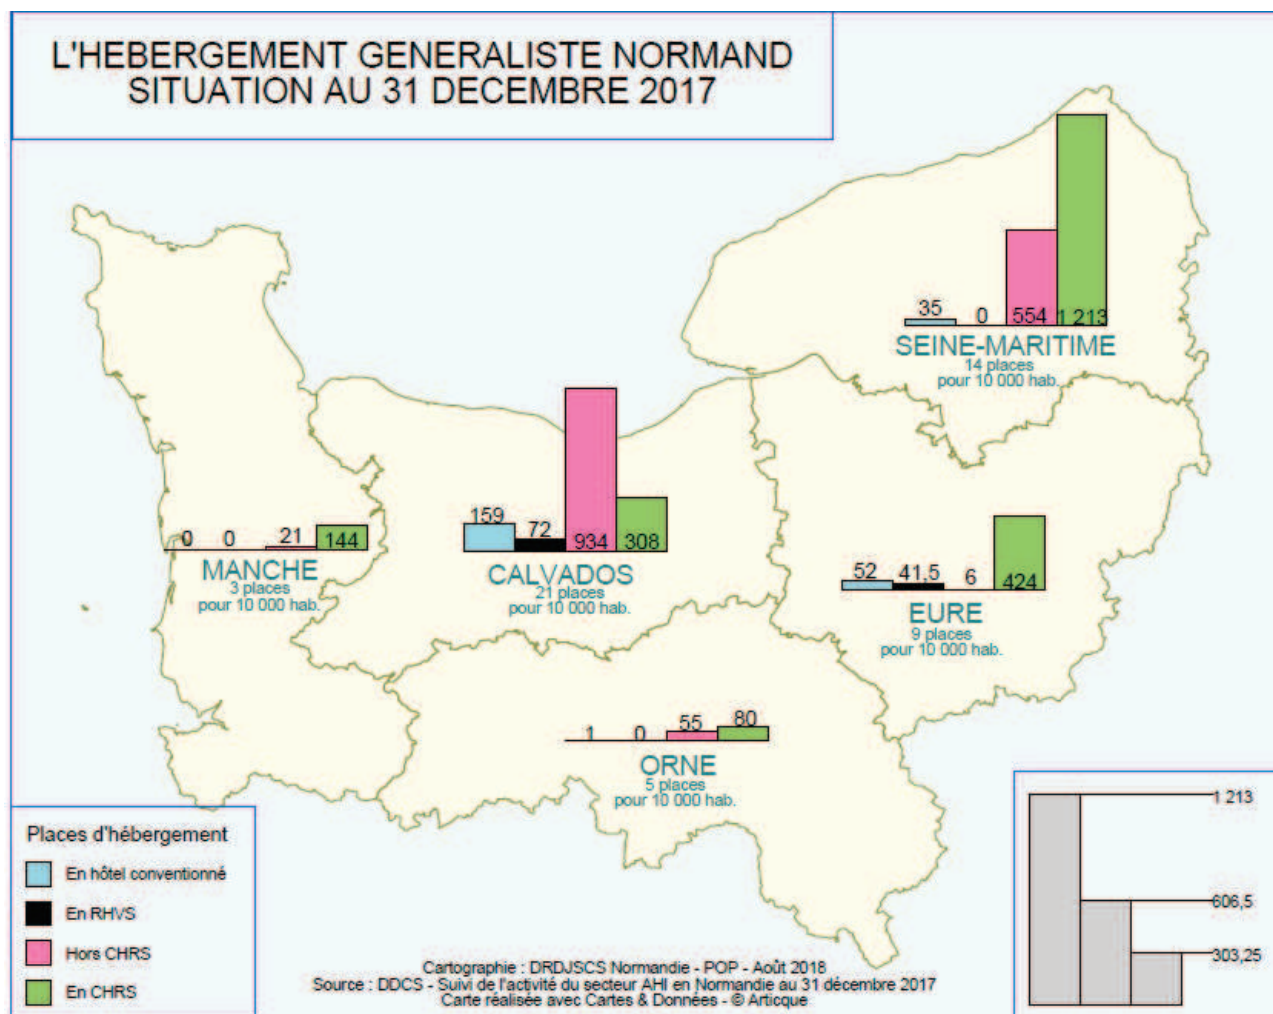 L'HEBERGEMENT GENERALISTE NORMAND
SITUATION AU 31 DECEMBRE 2017
35 0 554 1 213
SEINE-MARITIME
14 places
pour 10 000 hab.
159 72 934 308
CALVADOS
21 places
pour 10 000 hab.
0 0 21 144
MANCHE
3 places
pour 10 000 hab.
52 41,5 6 424
EURE
9 places
pour 10 000 hab.
1 0 55 80
ORNE
5 places
pour 10 000 hab.
Places d'hébergement
En hôtel conventionné
En RHVS
Hors CHRS
En CHRS
1 213
606,5
303,25
Cartographie : DRDJSCS Normandie - POP - Août 2018
Source : DDCS - Suivi de l'activité du secteur AHI en Normandie au 31 décembre 2017
Carte réalisée avec Cartes & Données - © Articque